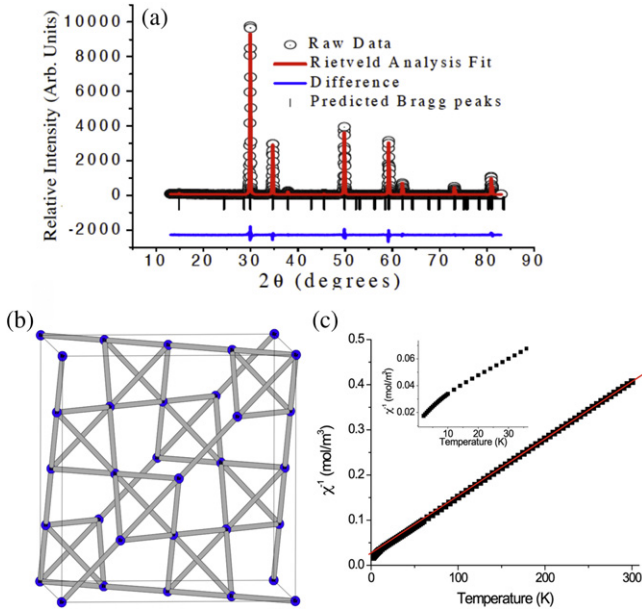 (a)
Relative Intensity (Arb. Units)
10000
8000
6000
4000
2000
0
-2000
Raw Data
Rietveld Analysis Fit
Difference
Predicted Bragg peaks
10 20 30 40 50 60 70 80 90
2θ (degrees)
(b)
(c)
χ⁻¹ (mol/m³)
0.5
0.4
0.3
0.2
0.1
0.0
0 100 200 300
Temperature (K)
χ⁻¹ (mol/m³)
0.06
0.04
0.02
10 20 30
Temperature (K)